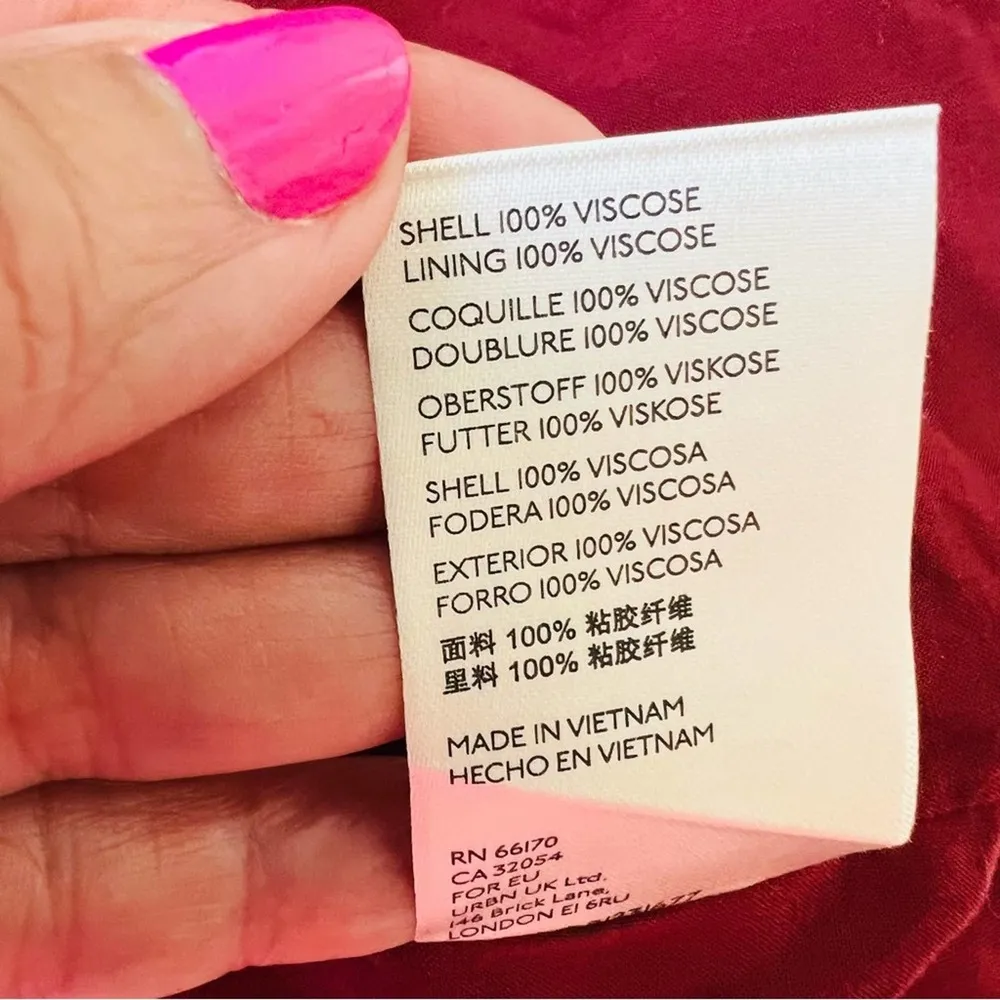 SHELL 100% VISCOSE
LINING 100% VISCOSE
COQUILLE 100% VISCOSE
DOUBLURE 100% VISCOSE
OBERSTOFF 100% VISKOSE
FUTTER 100% VISKOSE
SHELL 100% VISCOSA
FODERA 100% VISCOSA
EXTERIOR 100% VISCOSA
FORRO 100% VISCOSA
面料 100% 粘胶纤维
里料 100% 粘胶纤维
MADE IN VIETNAM
HECHO EN VIETNAM
RN 66170
CA 32054
FOR EU
URBN UK Ltd.
146 Brick Lane,
LONDON E1 6RU